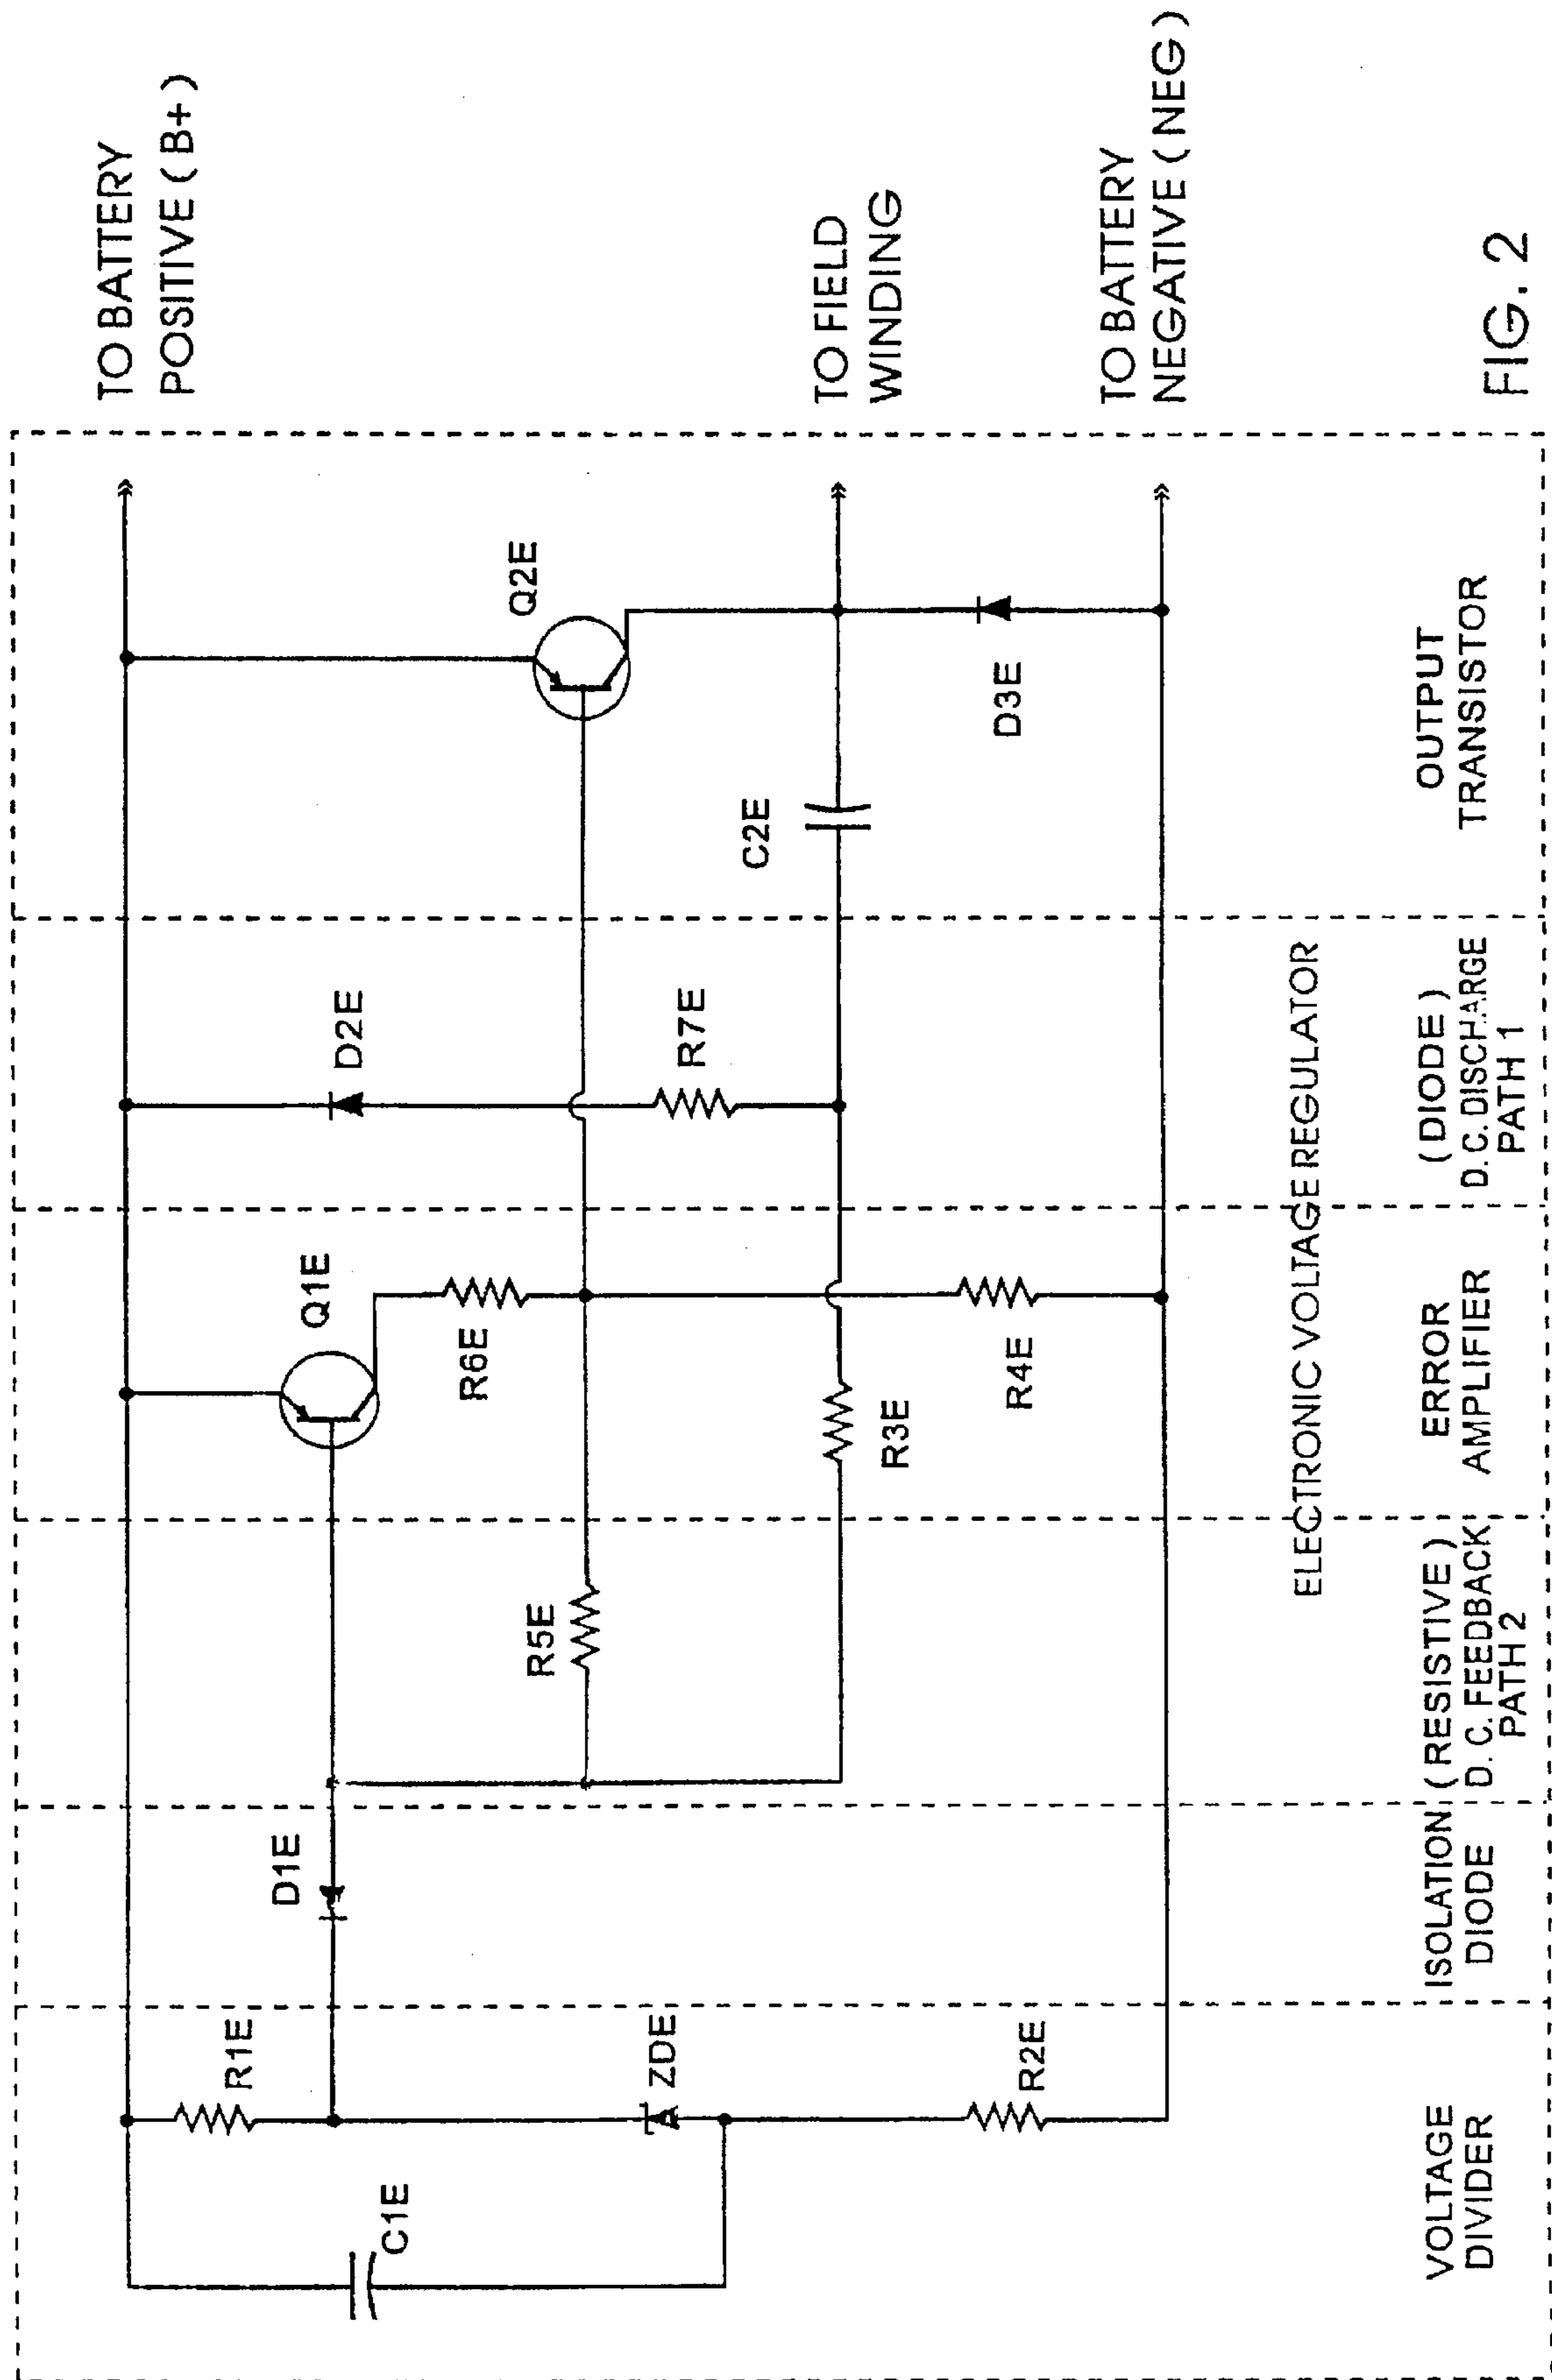 TO BATTERY
POSITIVE ( B+ )
TO FIELD
WINDING
TO BATTERY
NEGATIVE ( NEG )
FIG. 2
R1E
C1E
ZDE
R2E
D1E
R5E
Q1E
R6E
R3E
R4E
D2E
R7E
Q2E
C2E
D3E
ELECTRONIC VOLTAGE REGULATOR
VOLTAGE
DIVIDER
ISOLATION
DIODE
( RESISTIVE )
D. C. FEEDBACK
PATH 2
ERROR
AMPLIFIER
( DIODE )
D. C. DISCHARGE
PATH 1
OUTPUT
TRANSISTOR